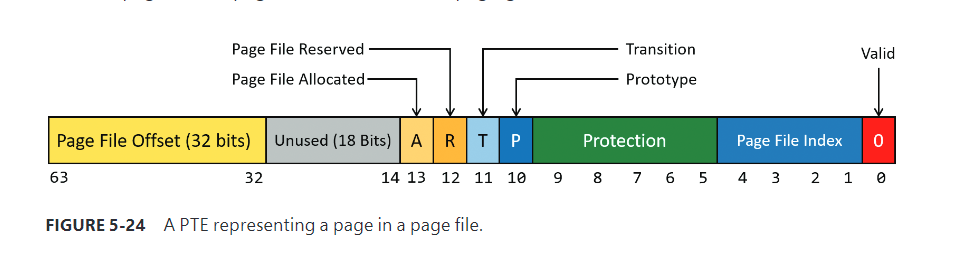 Page File Reserved
Transition
Valid
Page File Allocated
Prototype
Page File Offset (32 bits) Unused (18 Bits) A R T P Protection Page File Index 0
63 32 14 13 12 11 10 9 8 7 6 5 4 3 2 1 0
FIGURE 5-24 A PTE representing a page in a page file.